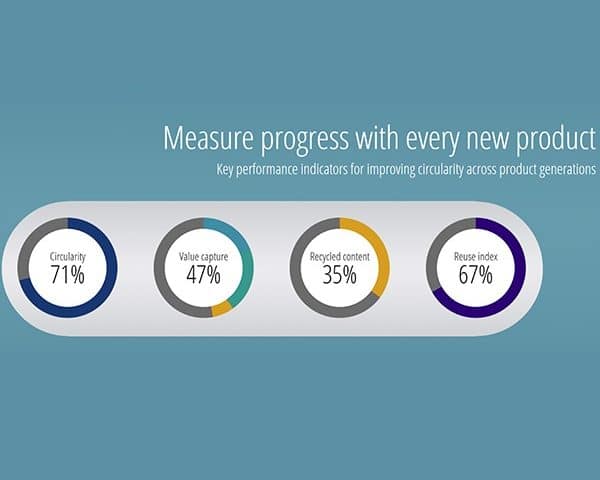 Measure progress with every new product
Key performance indicators for improving circularity across product generations
Circularity
71%
Value capture
47%
Recycled content
35%
Reuse index
67%